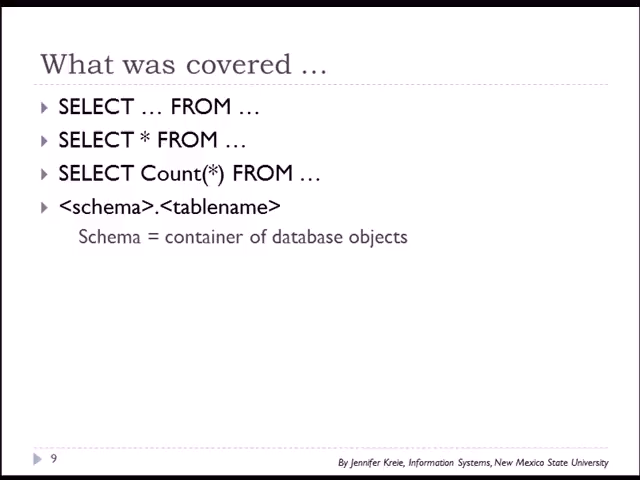 What was covered …
SELECT … FROM …
SELECT * FROM …
SELECT Count(*) FROM …
<schema>.<tablename>
Schema = container of database objects
9
By Jennifer Kreie, Information Systems, New Mexico State University